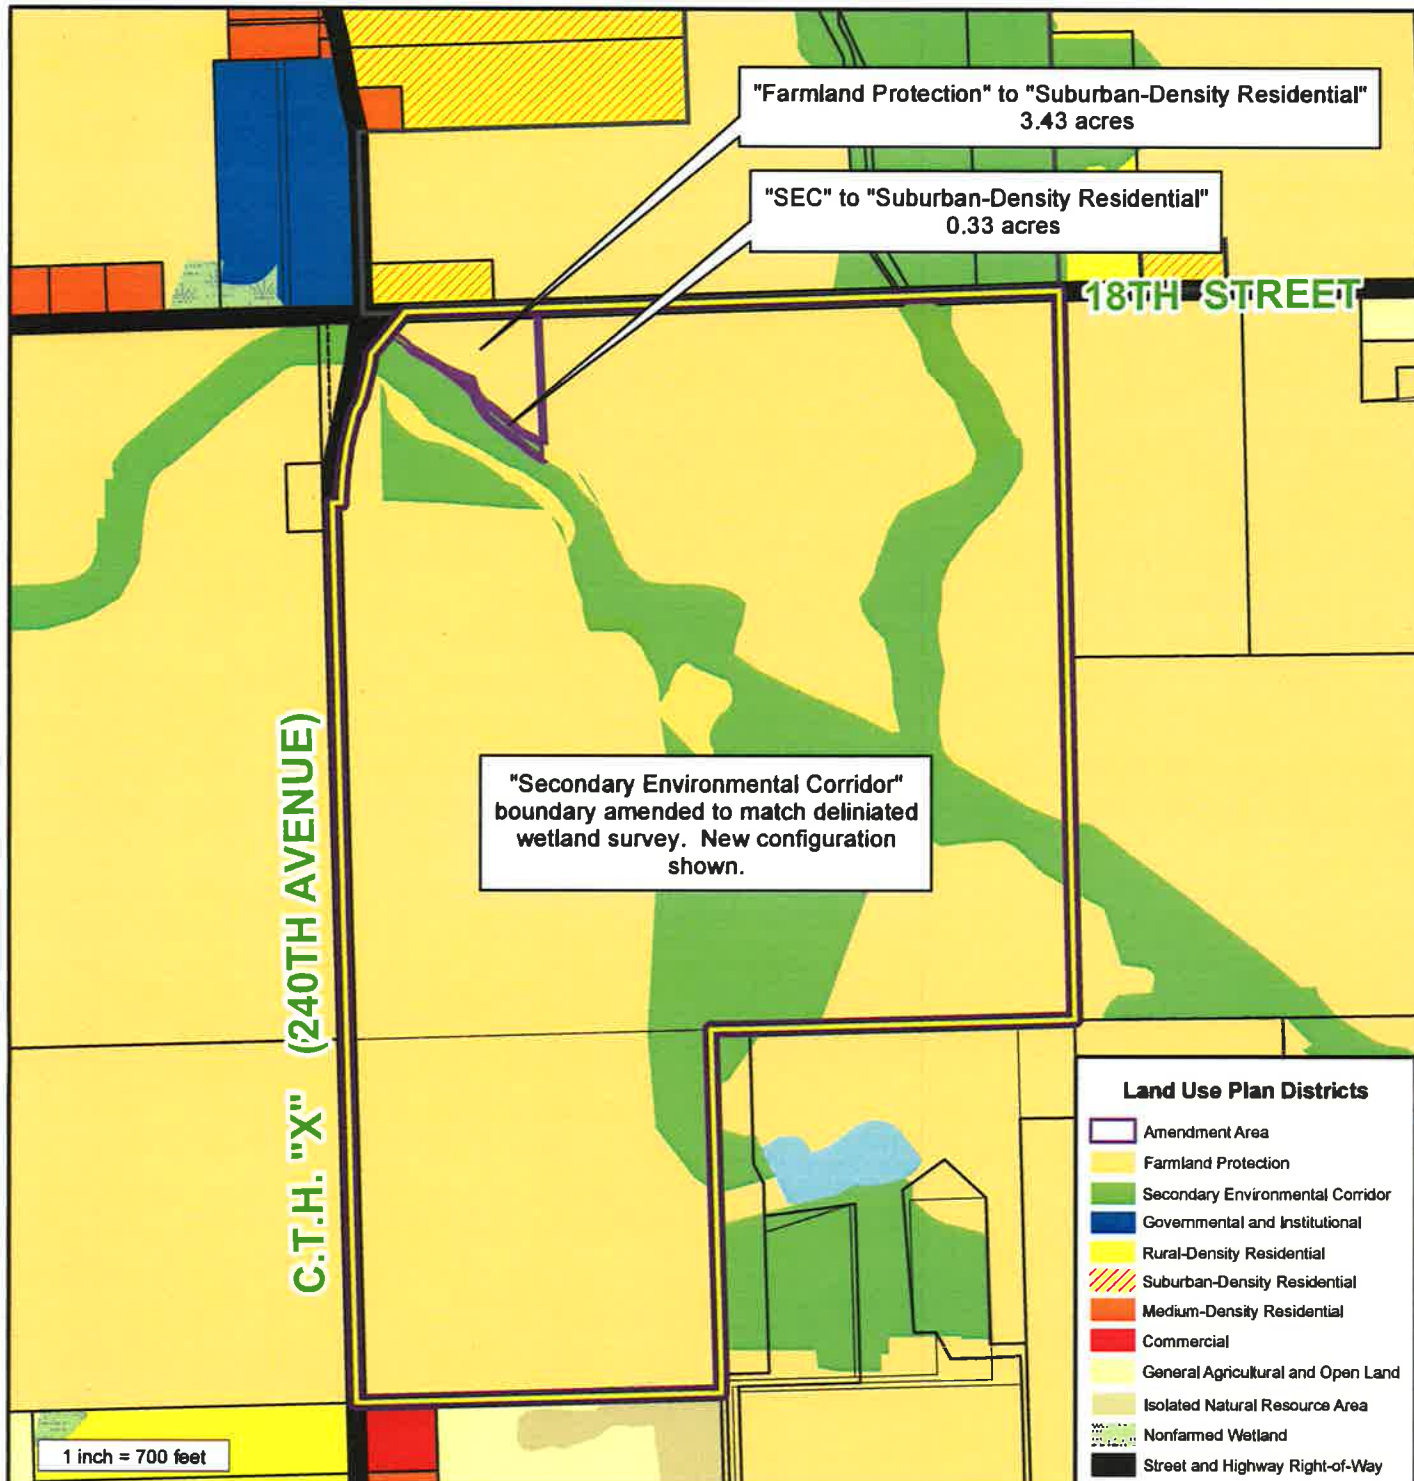 "Farmland Protection" to "Suburban-Density Residential"
3.43 acres
"SEC" to "Suburban-Density Residential"
0.33 acres
18TH STREET
C.T.H. "X" (240TH AVENUE)
"Secondary Environmental Corridor"
boundary amended to match deliniated
wetland survey. New configuration
shown.
Land Use Plan Districts
Amendment Area
Farmland Protection
Secondary Environmental Corridor
Governmental and Institutional
Rural-Density Residential
Suburban-Density Residential
Medium-Density Residential
Commercial
General Agricultural and Open Land
Isolated Natural Resource Area
Nonfarmed Wetland
Street and Highway Right-of-Way
1 inch = 700 feet